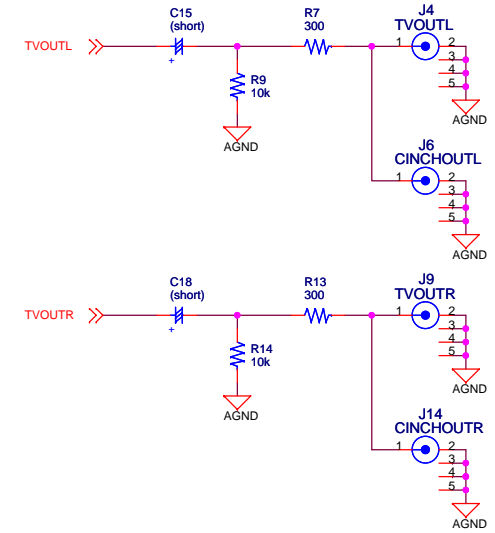 C15
(short)
R7
300
J4
TVOUTL
TVOUTL
1
2
3
4
5
+
R9
10k
AGND
AGND
J6
CINCHOUTL
1
2
3
4
5
AGND
C18
(short)
R13
300
J9
TVOUTR
TVOUTR
1
2
3
4
5
+
R14
10k
AGND
AGND
J14
CINCHOUTR
1
2
3
4
5
AGND